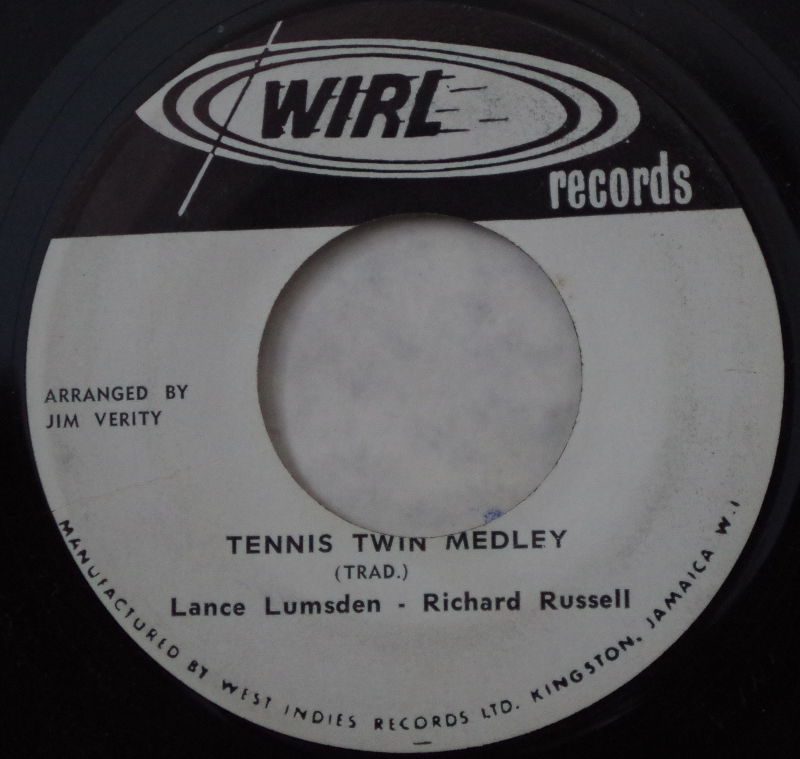 WIRL
records
ARRANGED BY
JIM VERITY
TENNIS TWIN MEDLEY
(TRAD.)
Lance Lumsden - Richard Russell
MANUFACTURED BY WEST INDIES RECORDS LTD. KINGSTON, JAMAICA W.I